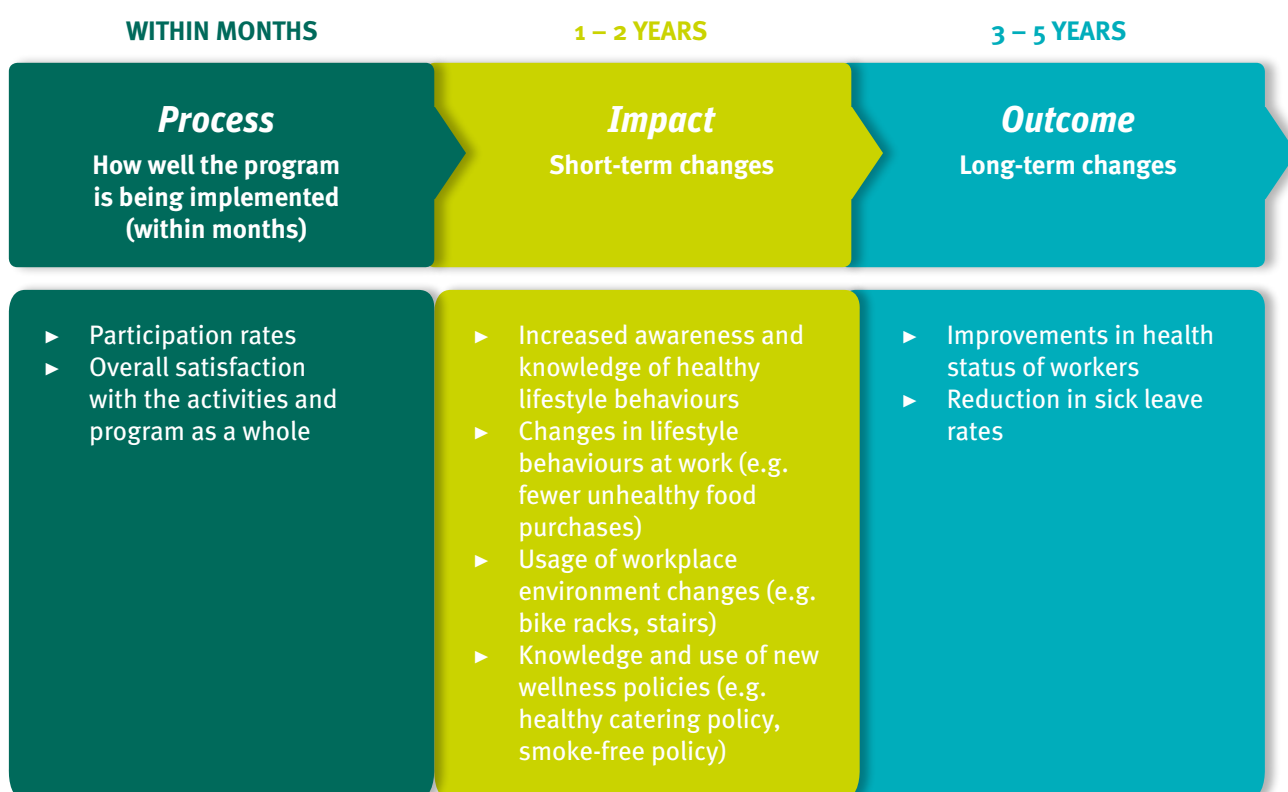 WITHIN MONTHS
1 – 2 YEARS
3 – 5 YEARS
Process
How well the program
is being implemented
(within months)
Impact
Short-term changes
Outcome
Long-term changes
► Participation rates
► Overall satisfaction
with the activities and
program as a whole
► Increased awareness and
knowledge of healthy
lifestyle behaviours
► Changes in lifestyle
behaviours at work (e.g.
fewer unhealthy food
purchases)
► Usage of workplace
environment changes (e.g.
bike racks, stairs)
► Knowledge and use of new
wellness policies (e.g.
healthy catering policy,
smoke-free policy)
► Improvements in health
status of workers
► Reduction in sick leave
rates